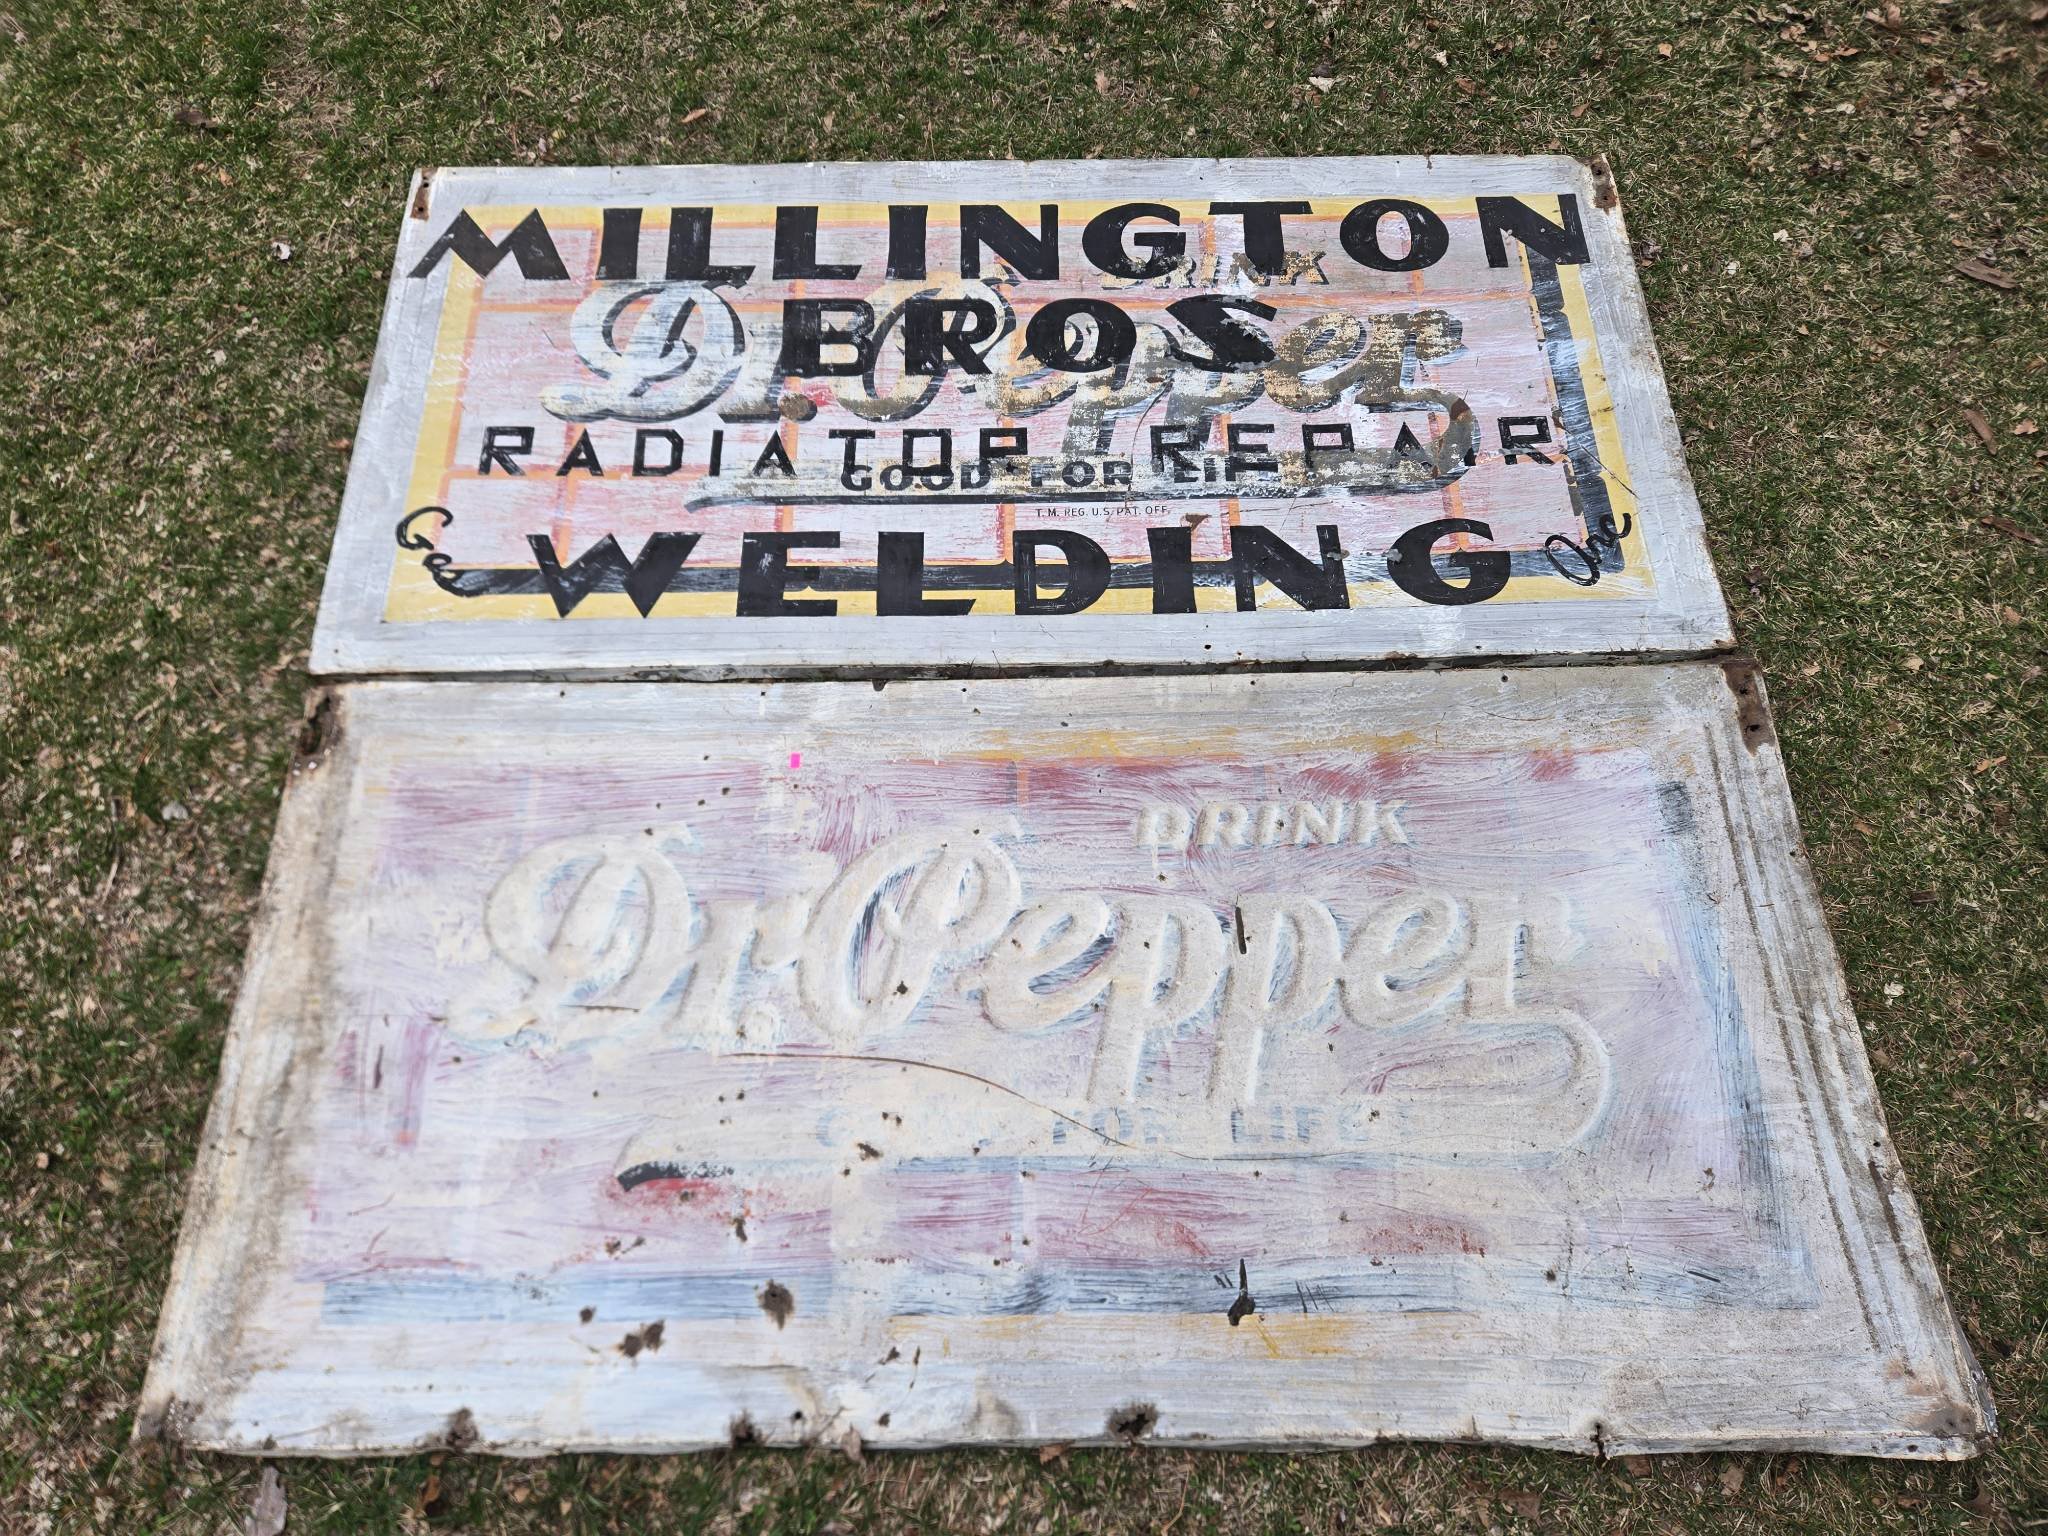 MILLINGTON
DRINK
BROS
Dr. Pepper
RADIATOR REPAIR
GOOD FOR LIFE
T.M. REG. U.S. PAT. OFF.
Gas WELDING Arc
DRINK
Dr. Pepper
GOOD FOR LIFE